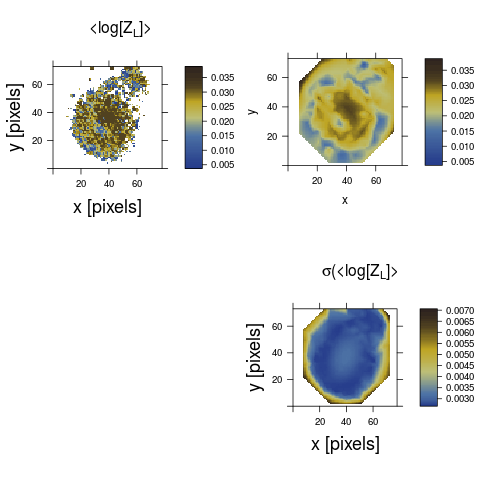 <log[Z_L]>
y [pixels]
60
40
20
20 40 60
x [pixels]
0.035
0.030
0.025
0.020
0.015
0.010
0.005
y
60
40
20
20 40 60
x
0.035
0.030
0.025
0.020
0.015
0.010
0.005
σ(<log[Z_L]>
y [pixels]
60
40
20
20 40 60
x [pixels]
0.0070
0.0065
0.0060
0.0055
0.0050
0.0045
0.0040
0.0035
0.0030